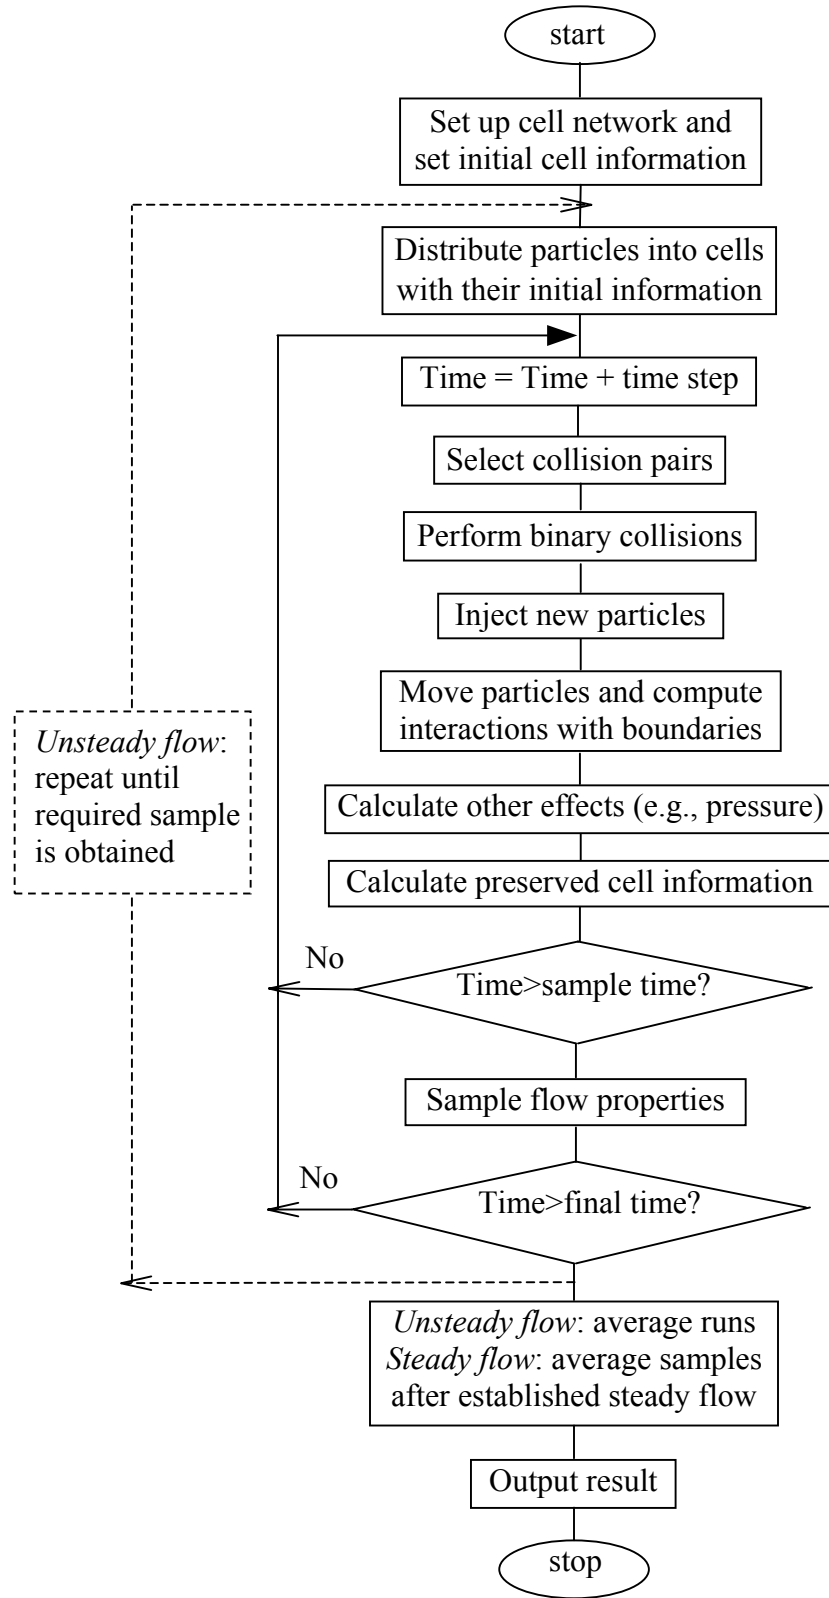 start
Set up cell network and
set initial cell information
Distribute particles into cells
with their initial information
Time = Time + time step
Select collision pairs
Perform binary collisions
Inject new particles
Move particles and compute
interactions with boundaries
Unsteady flow:
repeat until
required sample
is obtained
Calculate other effects (e.g., pressure)
Calculate preserved cell information
No
Time>sample time?
Sample flow properties
No
Time>final time?
Unsteady flow: average runs
Steady flow: average samples
after established steady flow
Output result
stop